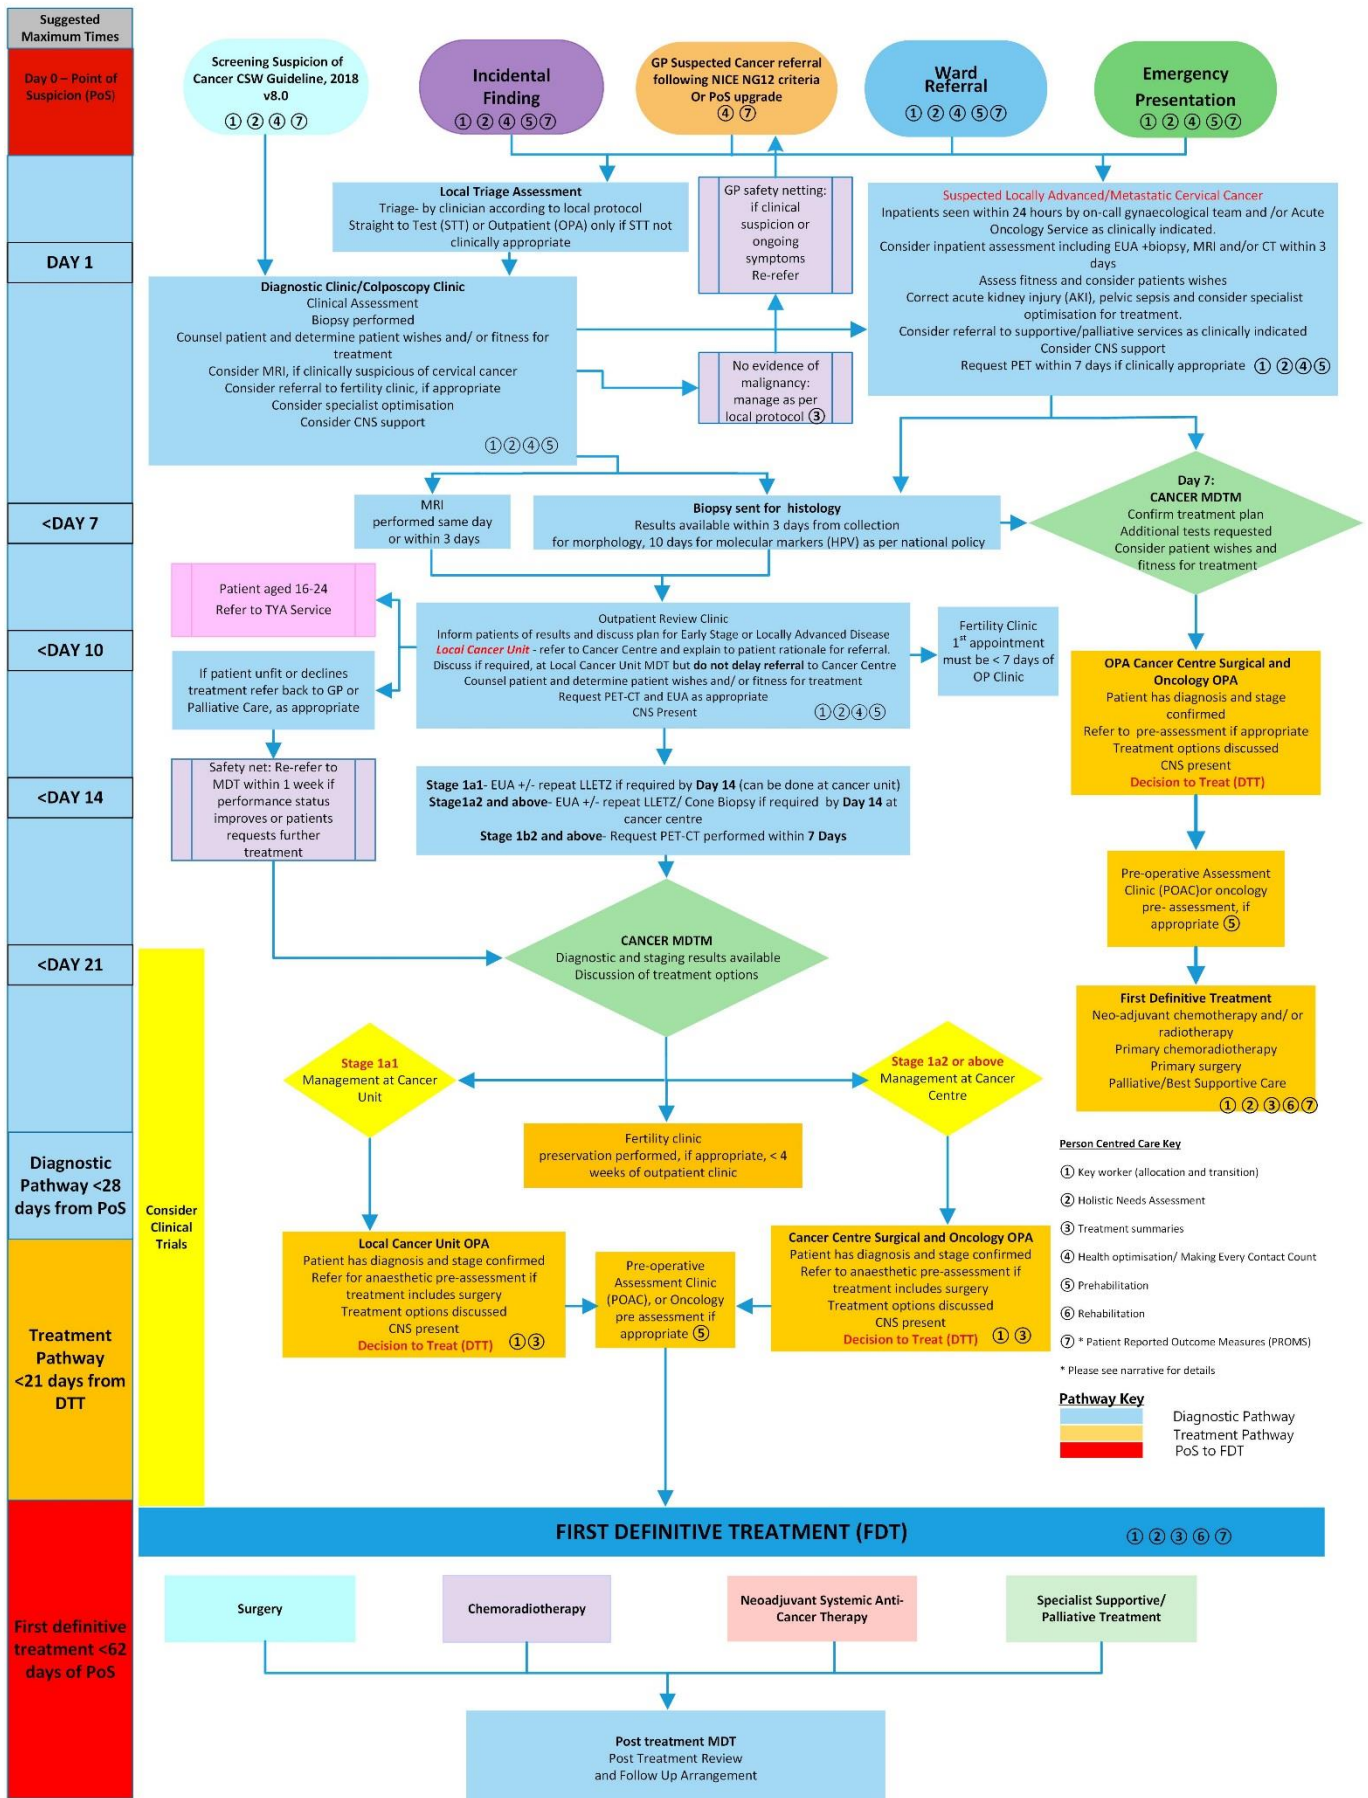 Suggested
Maximum Times
Day 0 – Point of
Suspicion (PoS)
Screening Suspicion of
Cancer CSW Guideline, 2018
v8.0
① ② ④ ⑦
Incidental
Finding
① ② ④ ⑤ ⑦
GP Suspected Cancer referral
following NICE NG12 criteria
Or PoS upgrade
④ ⑦
Ward
Referral
① ② ④ ⑤ ⑦
Emergency
Presentation
① ② ④ ⑤ ⑦
Local Triage Assessment
Triage- by clinician according to local protocol
Straight to Test (STT) or Outpatient (OPA) only if STT not
clinically appropriate
GP safety netting:
if clinical
suspicion or
ongoing
symptoms
Re-refer
Suspected Locally Advanced/Metastatic Cervical Cancer
Inpatients seen within 24 hours by on-call gynaecological team and /or Acute
Oncology Service as clinically indicated.
Consider inpatient assessment including EUA +biopsy, MRI and/or CT within 3
days
Assess fitness and consider patients wishes
Correct acute kidney injury (AKI), pelvic sepsis and consider specialist
optimisation for treatment.
Consider referral to supportive/palliative services as clinically indicated
Consider CNS support
Request PET within 7 days if clinically appropriate ① ② ④ ⑤
DAY 1
Diagnostic Clinic/Colposcopy Clinic
Clinical Assessment
Biopsy performed
Counsel patient and determine patient wishes and/ or fitness for
treatment
Consider MRI, if clinically suspicious of cervical cancer
Consider referral to fertility clinic, if appropriate
Consider specialist optimisation
Consider CNS support
① ② ④ ⑤
No evidence of
malignancy:
manage as per
local protocol ③
<DAY 7
MRI
performed same day
or within 3 days
Biopsy sent for histology
Results available within 3 days from collection
for morphology, 10 days for molecular markers (HPV) as per national policy
Day 7:
CANCER MDTM
Confirm treatment plan
Additional tests requested
Consider patient wishes and
fitness for treatment
Patient aged 16-24
Refer to TYA Service
<DAY 10
If patient unfit or declines
treatment refer back to GP or
Palliative Care, as appropriate
Outpatient Review Clinic
Inform patients of results and discuss plan for Early Stage or Locally Advanced Disease
Local Cancer Unit - refer to Cancer Centre and explain to patient rationale for referral.
Discuss if required, at Local Cancer Unit MDT but do not delay referral to Cancer Centre
Counsel patient and determine patient wishes and/ or fitness for treatment
Request PET-CT and EUA as appropriate
CNS Present ① ② ④ ⑤
Fertility Clinic
1st appointment
must be < 7 days of
OP Clinic
OPA Cancer Centre Surgical and
Oncology OPA
Patient has diagnosis and stage
confirmed
Refer to pre-assessment if appropriate
Treatment options discussed
CNS present
Decision to Treat (DTT)
<DAY 14
Safety net: Re-refer to
MDT within 1 week if
performance status
improves or patients
requests further
treatment
Stage 1a1- EUA +/- repeat LLETZ if required by Day 14 (can be done at cancer unit)
Stage1a2 and above- EUA +/- repeat LLETZ/ Cone Biopsy if required by Day 14 at
cancer centre
Stage 1b2 and above- Request PET-CT performed within 7 Days
Pre-operative Assessment
Clinic (POAC)or oncology
pre- assessment, if
appropriate ⑤
<DAY 21
CANCER MDTM
Diagnostic and staging results available
Discussion of treatment options
First Definitive Treatment
Neo-adjuvant chemotherapy and/ or
radiotherapy
Primary chemoradiotherapy
Primary surgery
Palliative/Best Supportive Care
① ② ③ ⑥ ⑦
Stage 1a1
Management at Cancer
Unit
Stage 1a2 or above
Management at Cancer
Centre
Fertility clinic
preservation performed, if appropriate, < 4
weeks of outpatient clinic
Diagnostic
Pathway <28
days from PoS
Consider
Clinical
Trials
Local Cancer Unit OPA
Patient has diagnosis and stage confirmed
Refer for anaesthetic pre-assessment if
treatment includes surgery
Treatment options discussed
CNS present
Decision to Treat (DTT) ① ③
Pre-operative
Assessment Clinic
(POAC), or Oncology
pre assessment if
appropriate ⑤
Cancer Centre Surgical and Oncology OPA
Patient has diagnosis and stage confirmed
Refer to anaesthetic pre-assessment if
treatment includes surgery
Treatment options discussed
CNS present
Decision to Treat (DTT) ① ③
Person Centred Care Key
① Key worker (allocation and transition)
② Holistic Needs Assessment
③ Treatment summaries
④ Health optimisation/ Making Every Contact Count
⑤ Prehabilitation
⑥ Rehabilitation
⑦ * Patient Reported Outcome Measures (PROMS)
* Please see narrative for details
Pathway Key
Diagnostic Pathway
Treatment Pathway
PoS to FDT
Treatment
Pathway
<21 days from
DTT
FIRST DEFINITIVE TREATMENT (FDT) ① ② ③ ⑥ ⑦
First definitive
treatment <62
days of PoS
Surgery
Chemoradiotherapy
Neoadjuvant Systemic Anti-
Cancer Therapy
Specialist Supportive/
Palliative Treatment
Post treatment MDT
Post Treatment Review
and Follow Up Arrangement